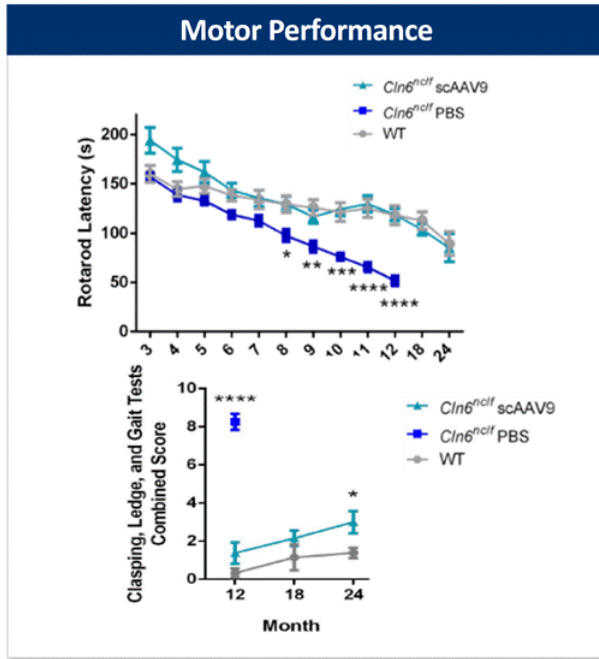 Motor Performance
Cln6nclf scAAV9
Cln6nclf PBS
WT
Rotarod Latency (s)
200
150
100
50
0
*
**
***
****
****
3 4 5 6 7 8 9 10 11 12 18 24
Clasping, Ledge, and Gait Tests
Combined Score
10
8
6
4
2
0
****
*
Cln6nclf scAAV9
Cln6nclf PBS
WT
12 18 24
Month